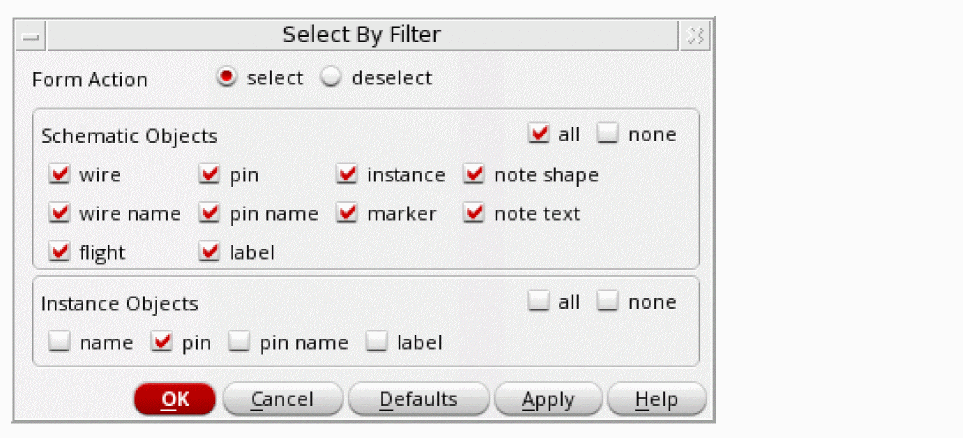 Select By Filter
Form Action select deselect
Schematic Objects all none
wire pin instance note shape
wire name pin name marker note text
flight label
Instance Objects all none
name pin pin name label
OK Cancel Defaults Apply Help